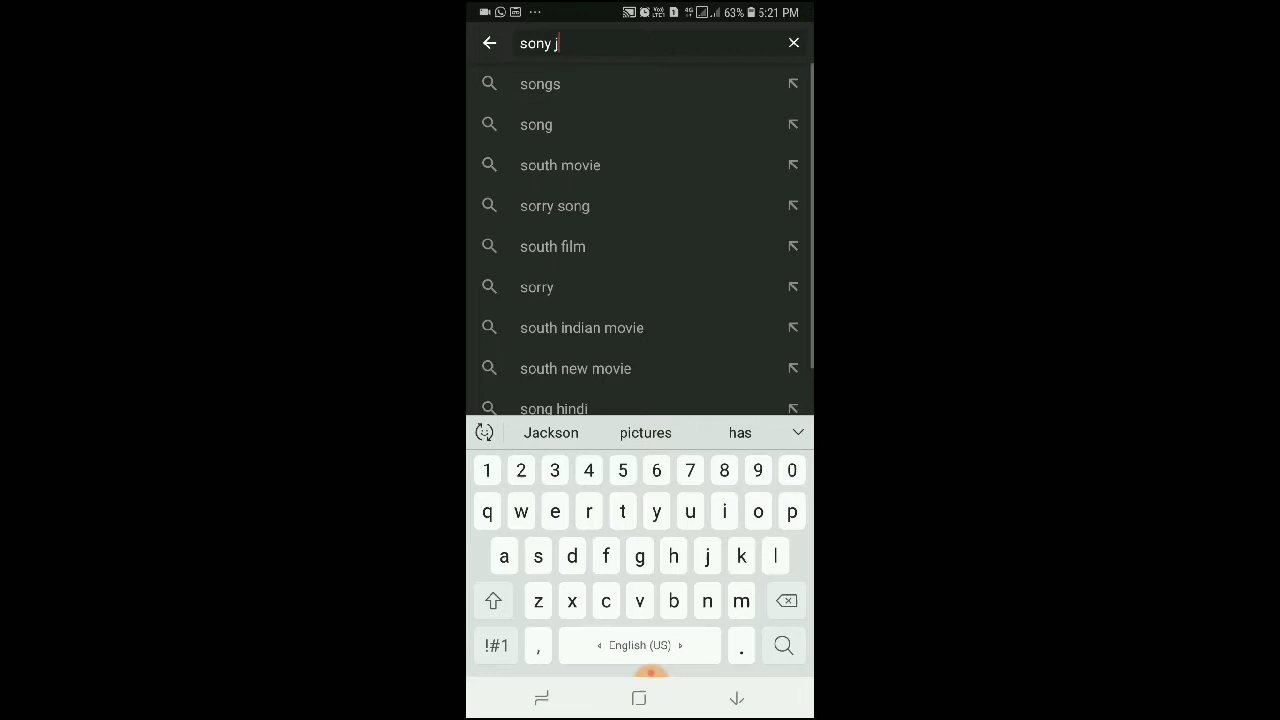 63% 5:21 PM
sony j
songs
song
south movie
sorry song
south film
sorry
south indian movie
south new movie
song hindi
Jackson pictures has
1 2 3 4 5 6 7 8 9 0
q w e r t y u i o p
a s d f g h j k l
z x c v b n m
!#1 , English (US) .